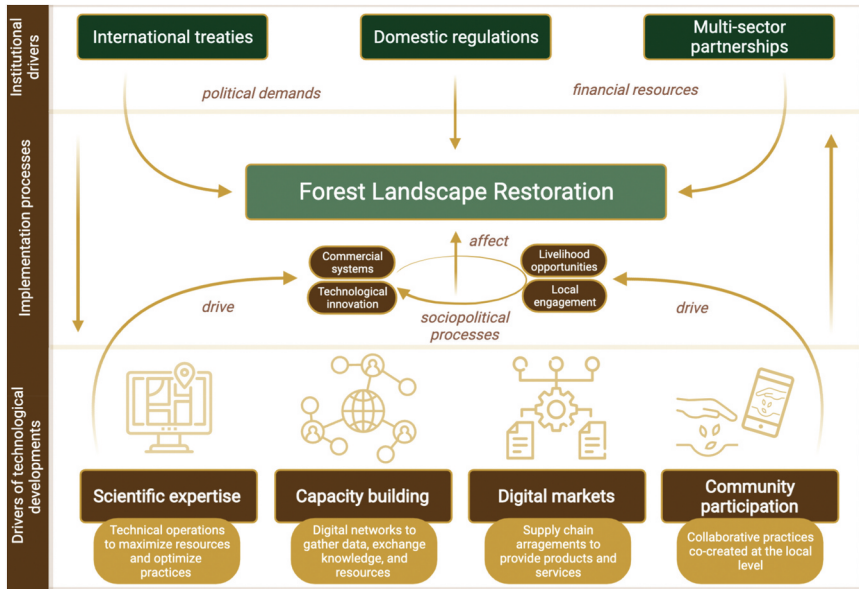 Institutional
drivers
International treaties
Domestic regulations
Multi-sector
partnerships
political demands
financial resources
Implementation processes
Forest Landscape Restoration
affect
Commercial
systems
Technological
innovation
Livelihood
opportunities
Local
engagement
drive
sociopolitical
processes
drive
Drivers of technological
developments
Scientific expertise
Technical operations
to maximize resources
and optimize
practices
Capacity building
Digital networks to
gather data, exchange
knowledge, and
resources
Digital markets
Supply chain
arragements to
provide products and
services
Community
participation
Collaborative practices
co-created at the local
level